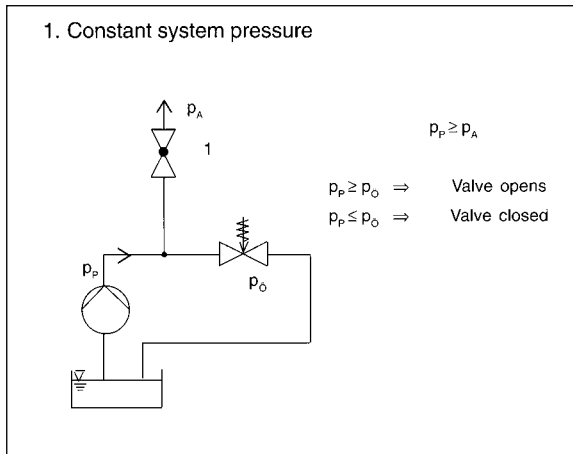 1. Constant system pressure
p_A
1
p_P ≥ p_A
p_P ≥ p_Ö ⇒ Valve opens
p_P ≤ p_Ö ⇒ Valve closed
p_P
p_Ö